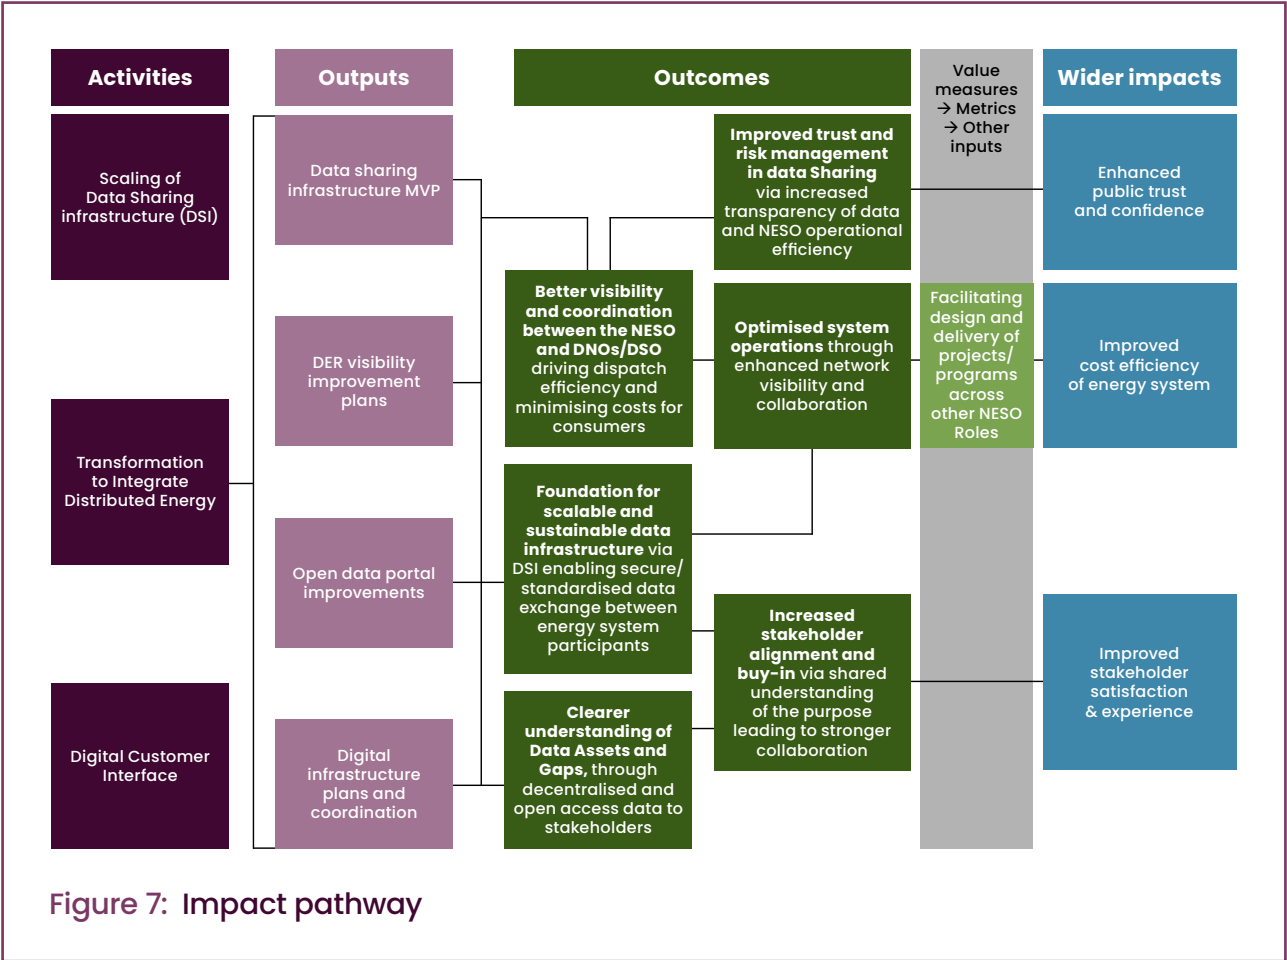 Activities
Outputs
Outcomes
Value
measures
→ Metrics
→ Other
inputs
Wider impacts
Scaling of
Data Sharing
infrastructure (DSI)
Transformation
to Integrate
Distributed Energy
Digital Customer
Interface
Data sharing
infrastructure MVP
DER visibility
improvement
plans
Open data portal
improvements
Digital
infrastructure
plans and
coordination
Better visibility
and coordination
between the NESO
and DNOs/DSO
driving dispatch
efficiency and
minimising costs for
consumers
Foundation for
scalable and
sustainable data
infrastructure via
DSI enabling secure/
standardised data
exchange between
energy system
participants
Clearer
understanding of
Data Assets and
Gaps, through
decentralised and
open access data to
stakeholders
Improved trust and
risk management
in data Sharing
via increased
transparency of data
and NESO operational
efficiency
Optimised system
operations through
enhanced network
visibility and
collaboration
Increased
stakeholder
alignment and
buy-in via shared
understanding
of the purpose
leading to stronger
collaboration
Facilitating
design and
delivery of
projects/
programs
across
other NESO
Roles
Enhanced
public trust
and confidence
Improved
cost efficiency
of energy system
Improved
stakeholder
satisfaction
& experience
Figure 7: Impact pathway